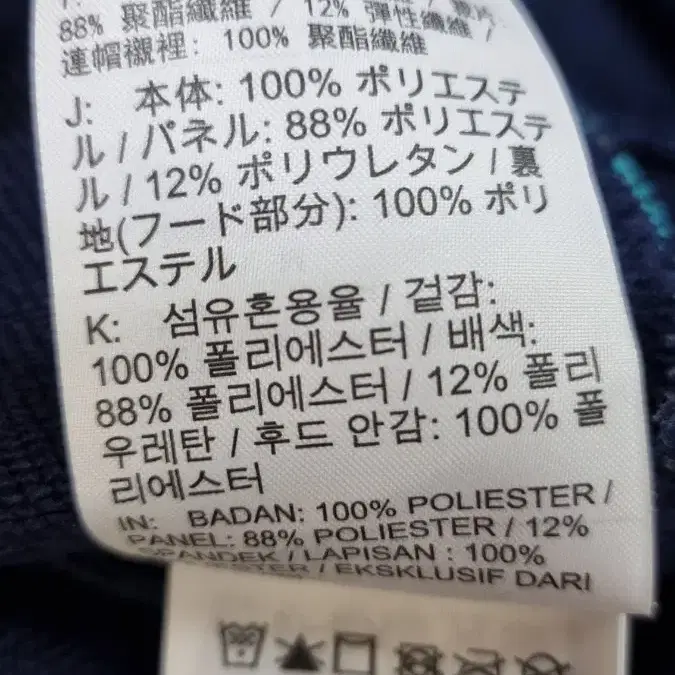 88% 聚酯纖維 / 12% 彈性纖維 /
連帽襯裡: 100% 聚酯纖維
J: 本体: 100% ポリエステ
ル / パネル: 88% ポリエステ
ル / 12% ポリウレタン / 裏
地(フード部分): 100% ポリ
エステル
K: 섬유혼용율 / 겉감:
100% 폴리에스터 / 배색:
88% 폴리에스터 / 12% 폴리
우레탄 / 후드 안감: 100% 폴
리에스터
IN: BADAN: 100% POLIESTER /
PANEL: 88% POLIESTER / 12%
SPANDEK / LAPISAN : 100%
POLIESTER / EKSKLUSIF DARI